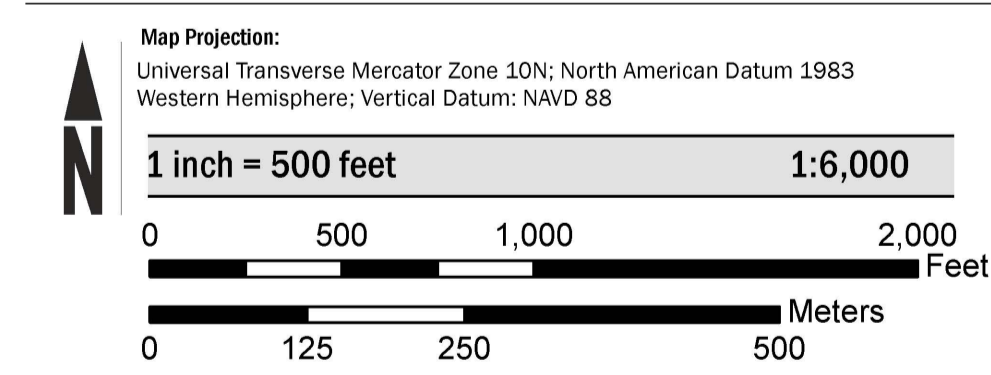 Map Projection:
Universal Transverse Mercator Zone 10N; North American Datum 1983
Western Hemisphere; Vertical Datum: NAVD 88
N
1 inch = 500 feet 1:6,000
0 500 1,000 2,000
Feet
Meters
0 125 250 500